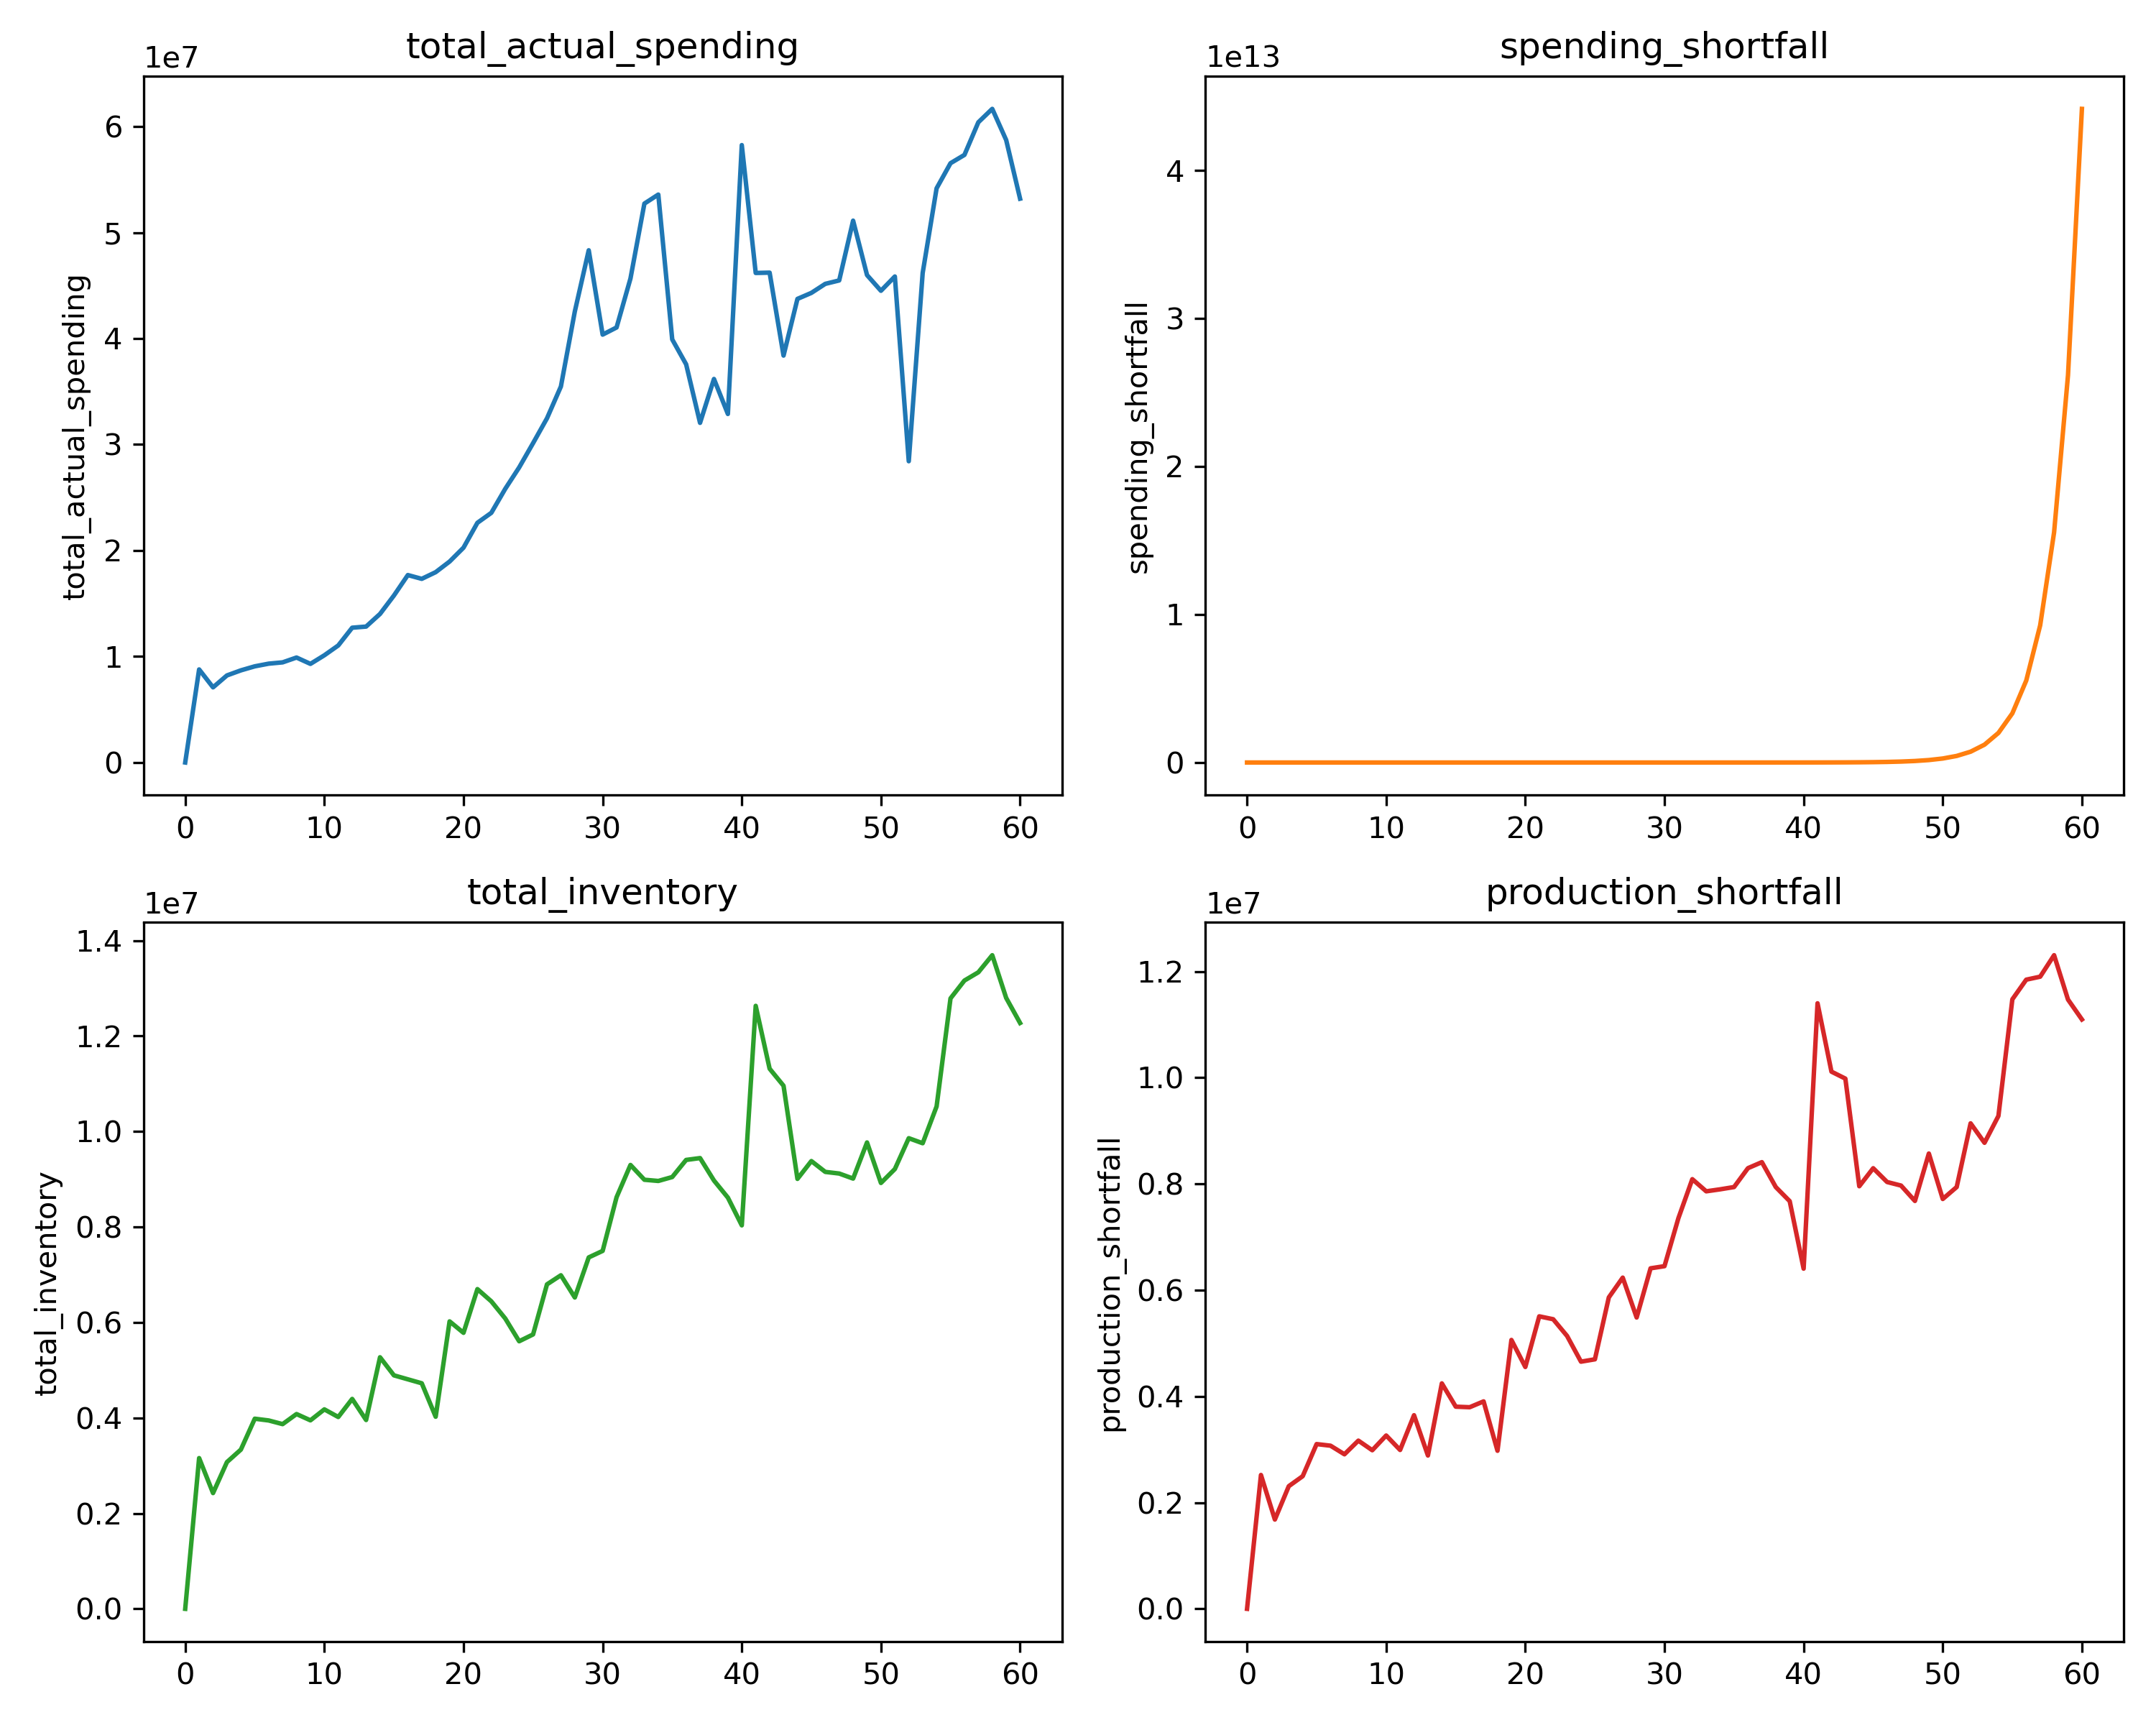 total_actual_spending
1e7
total_actual_spending
6
5
4
3
2
1
0
0 10 20 30 40 50 60
spending_shortfall
1e13
spending_shortfall
4
3
2
1
0
0 10 20 30 40 50 60
total_inventory
1e7
total_inventory
1.4
1.2
1.0
0.8
0.6
0.4
0.2
0.0
0 10 20 30 40 50 60
production_shortfall
1e7
production_shortfall
1.2
1.0
0.8
0.6
0.4
0.2
0.0
0 10 20 30 40 50 60